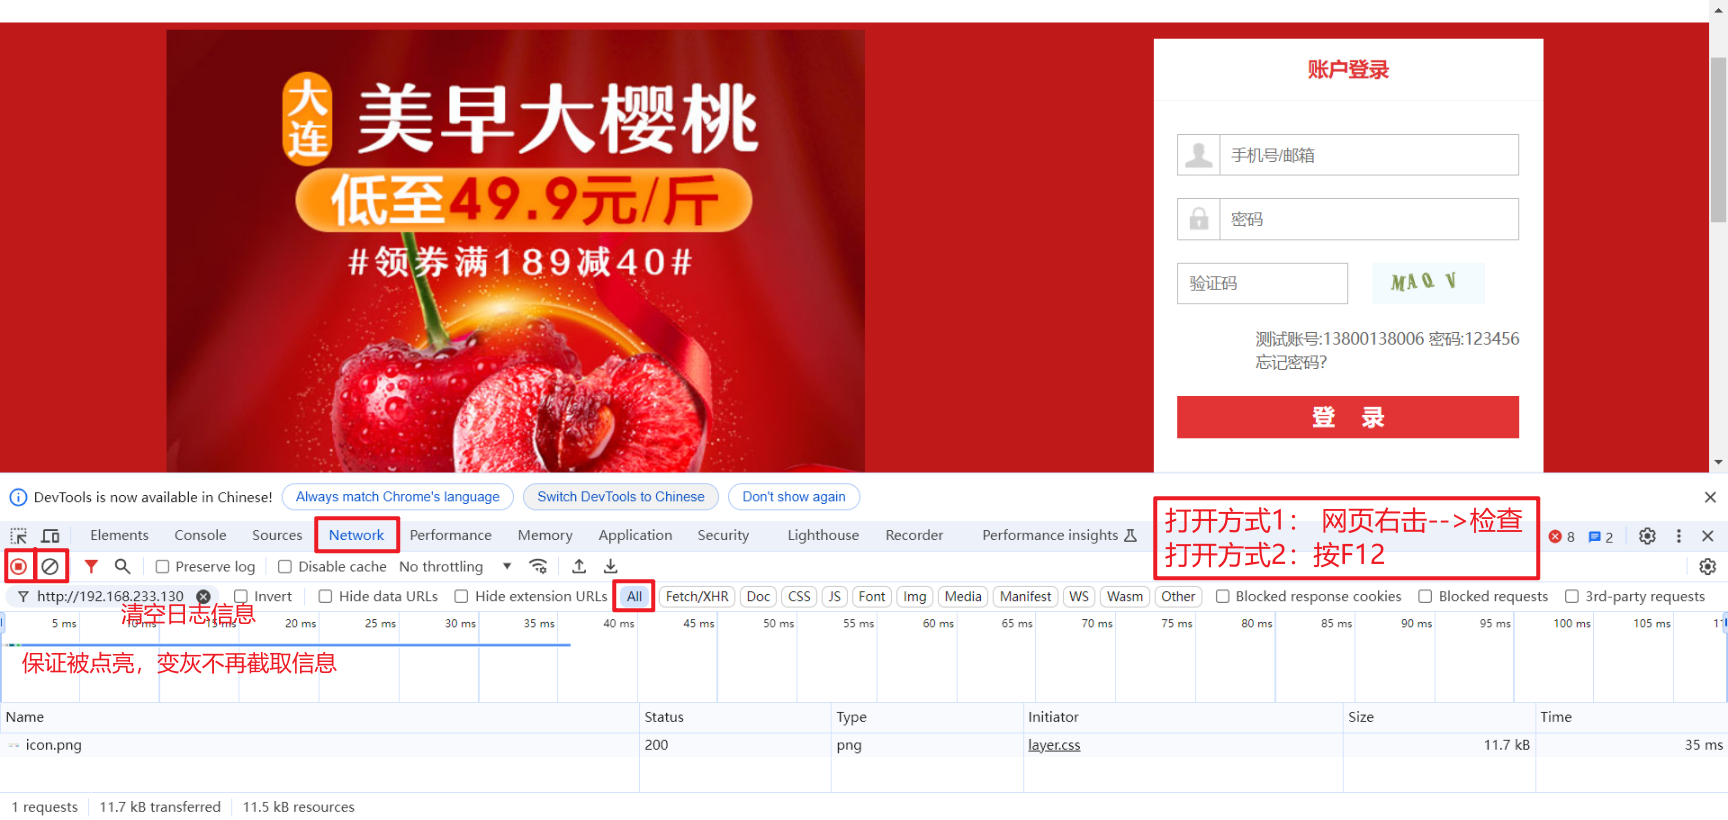 大连
美早大樱桃
低至49.9元/斤
#领券满189减40#
账户登录
手机号/邮箱
密码
验证码
MAQV
测试账号:13800138006 密码:123456
忘记密码?
登 录
DevTools is now available in Chinese!
Always match Chrome's language
Switch DevTools to Chinese
Don't show again
打开方式1： 网页右击-->检查
打开方式2：按F12
Elements Console Sources Network Performance Memory Application Security Lighthouse Recorder Performance insights 8 2
Preserve log Disable cache No throttling
http://192.168.233.130 Invert Hide data URLs Hide extension URLs All Fetch/XHR Doc CSS JS Font Img Media Manifest WS Wasm Other Blocked response cookies Blocked requests 3rd-party requests
清空日志信息
5 ms 10 ms 15 ms 20 ms 25 ms 30 ms 35 ms 40 ms 45 ms 50 ms 55 ms 60 ms 65 ms 70 ms 75 ms 80 ms 85 ms 90 ms 95 ms 100 ms 105 ms
保证被点亮，变灰不再截取信息
Name Status Type Initiator Size Time
icon.png 200 png layer.css 11.7 kB 35 ms
1 requests 11.7 kB transferred 11.5 kB resources